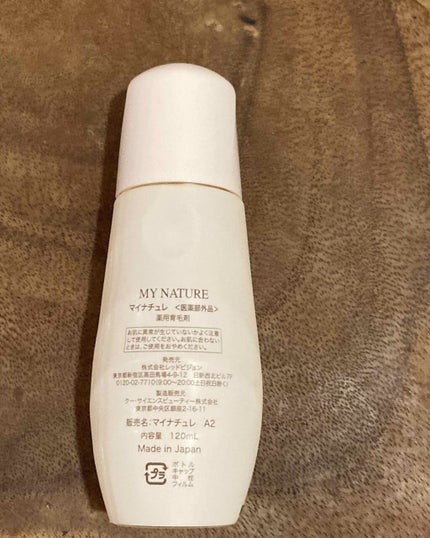 MY NATURE
マイナチュレ <医薬部外品>
薬用育毛剤
お肌に異常が生じていないかよく注意
して使用してください。お肌に合わない
ときは、ご使用をおやめください。
発売元
株式会社レッドビジョン
東京都新宿区高田馬場4-9-12 日新西北ビル7F
0120-02-7710(9:00〜20:00土日祝日除く)
製造販売元
クー・サイエンスビューティー株式会社
東京都中央区銀座2-16-11
販売名:マイナチュレ A2
内容量 120mL
Made in Japan
プラ
ボトル
キャップ
中栓
フィルム